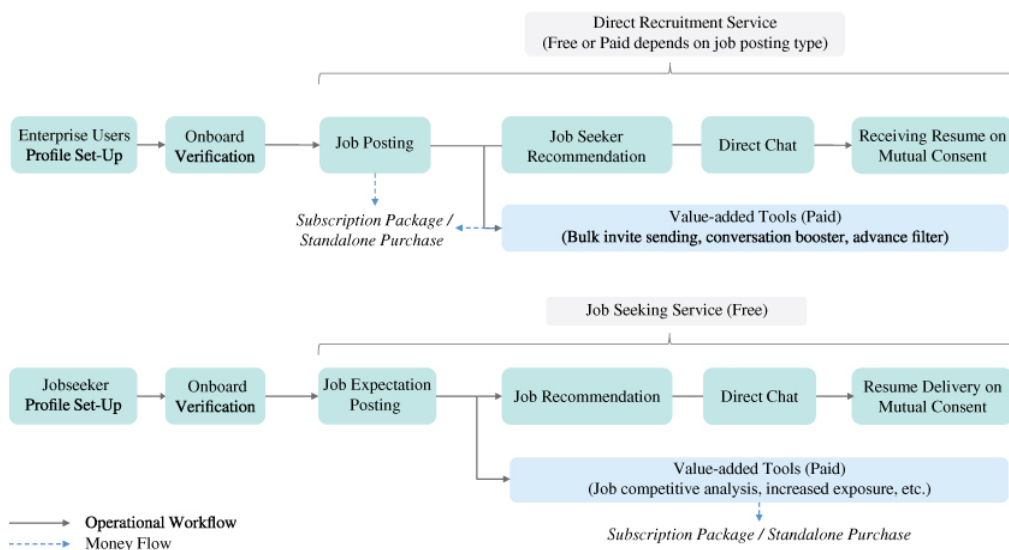 Direct Recruitment Service
(Free or Paid depends on job posting type)
Enterprise Users
Profile Set-Up
Onboard
Verification
Job Posting
Job Seeker
Recommendation
Direct Chat
Receiving Resume on
Mutual Consent
Subscription Package /
Standalone Purchase
Value-added Tools (Paid)
(Bulk invite sending, conversation booster, advance filter)
Job Seeking Service (Free)
Jobseeker
Profile Set-Up
Onboard
Verification
Job Expectation
Posting
Job Recommendation
Direct Chat
Resume Delivery on
Mutual Consent
Value-added Tools (Paid)
(Job competitive analysis, increased exposure, etc.)
Subscription Package / Standalone Purchase
Operational Workflow
Money Flow